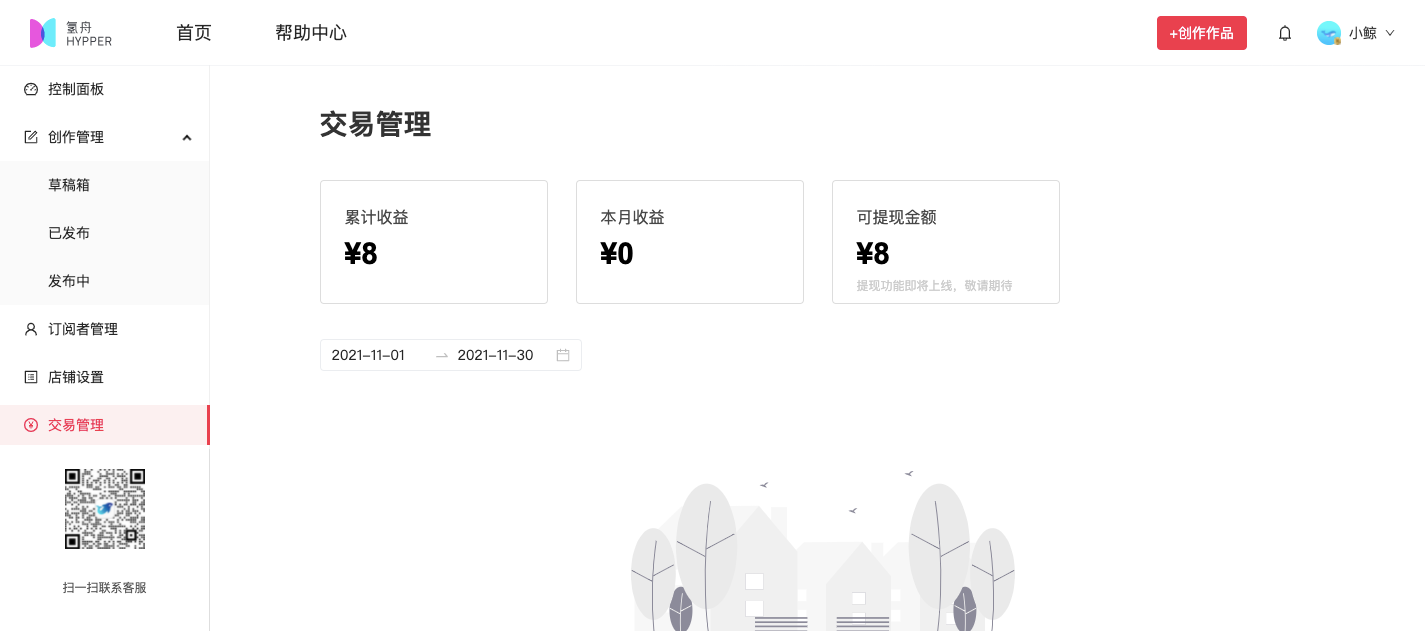 氢舟
HYPPER
首页
帮助中心
+创作作品
小鲸
控制面板
创作管理
草稿箱
已发布
发布中
订阅者管理
店铺设置
交易管理
扫一扫联系客服
交易管理
累计收益
¥8
本月收益
¥0
可提现金额
¥8
提现功能即将上线，敬请期待
2021-11-01
2021-11-30